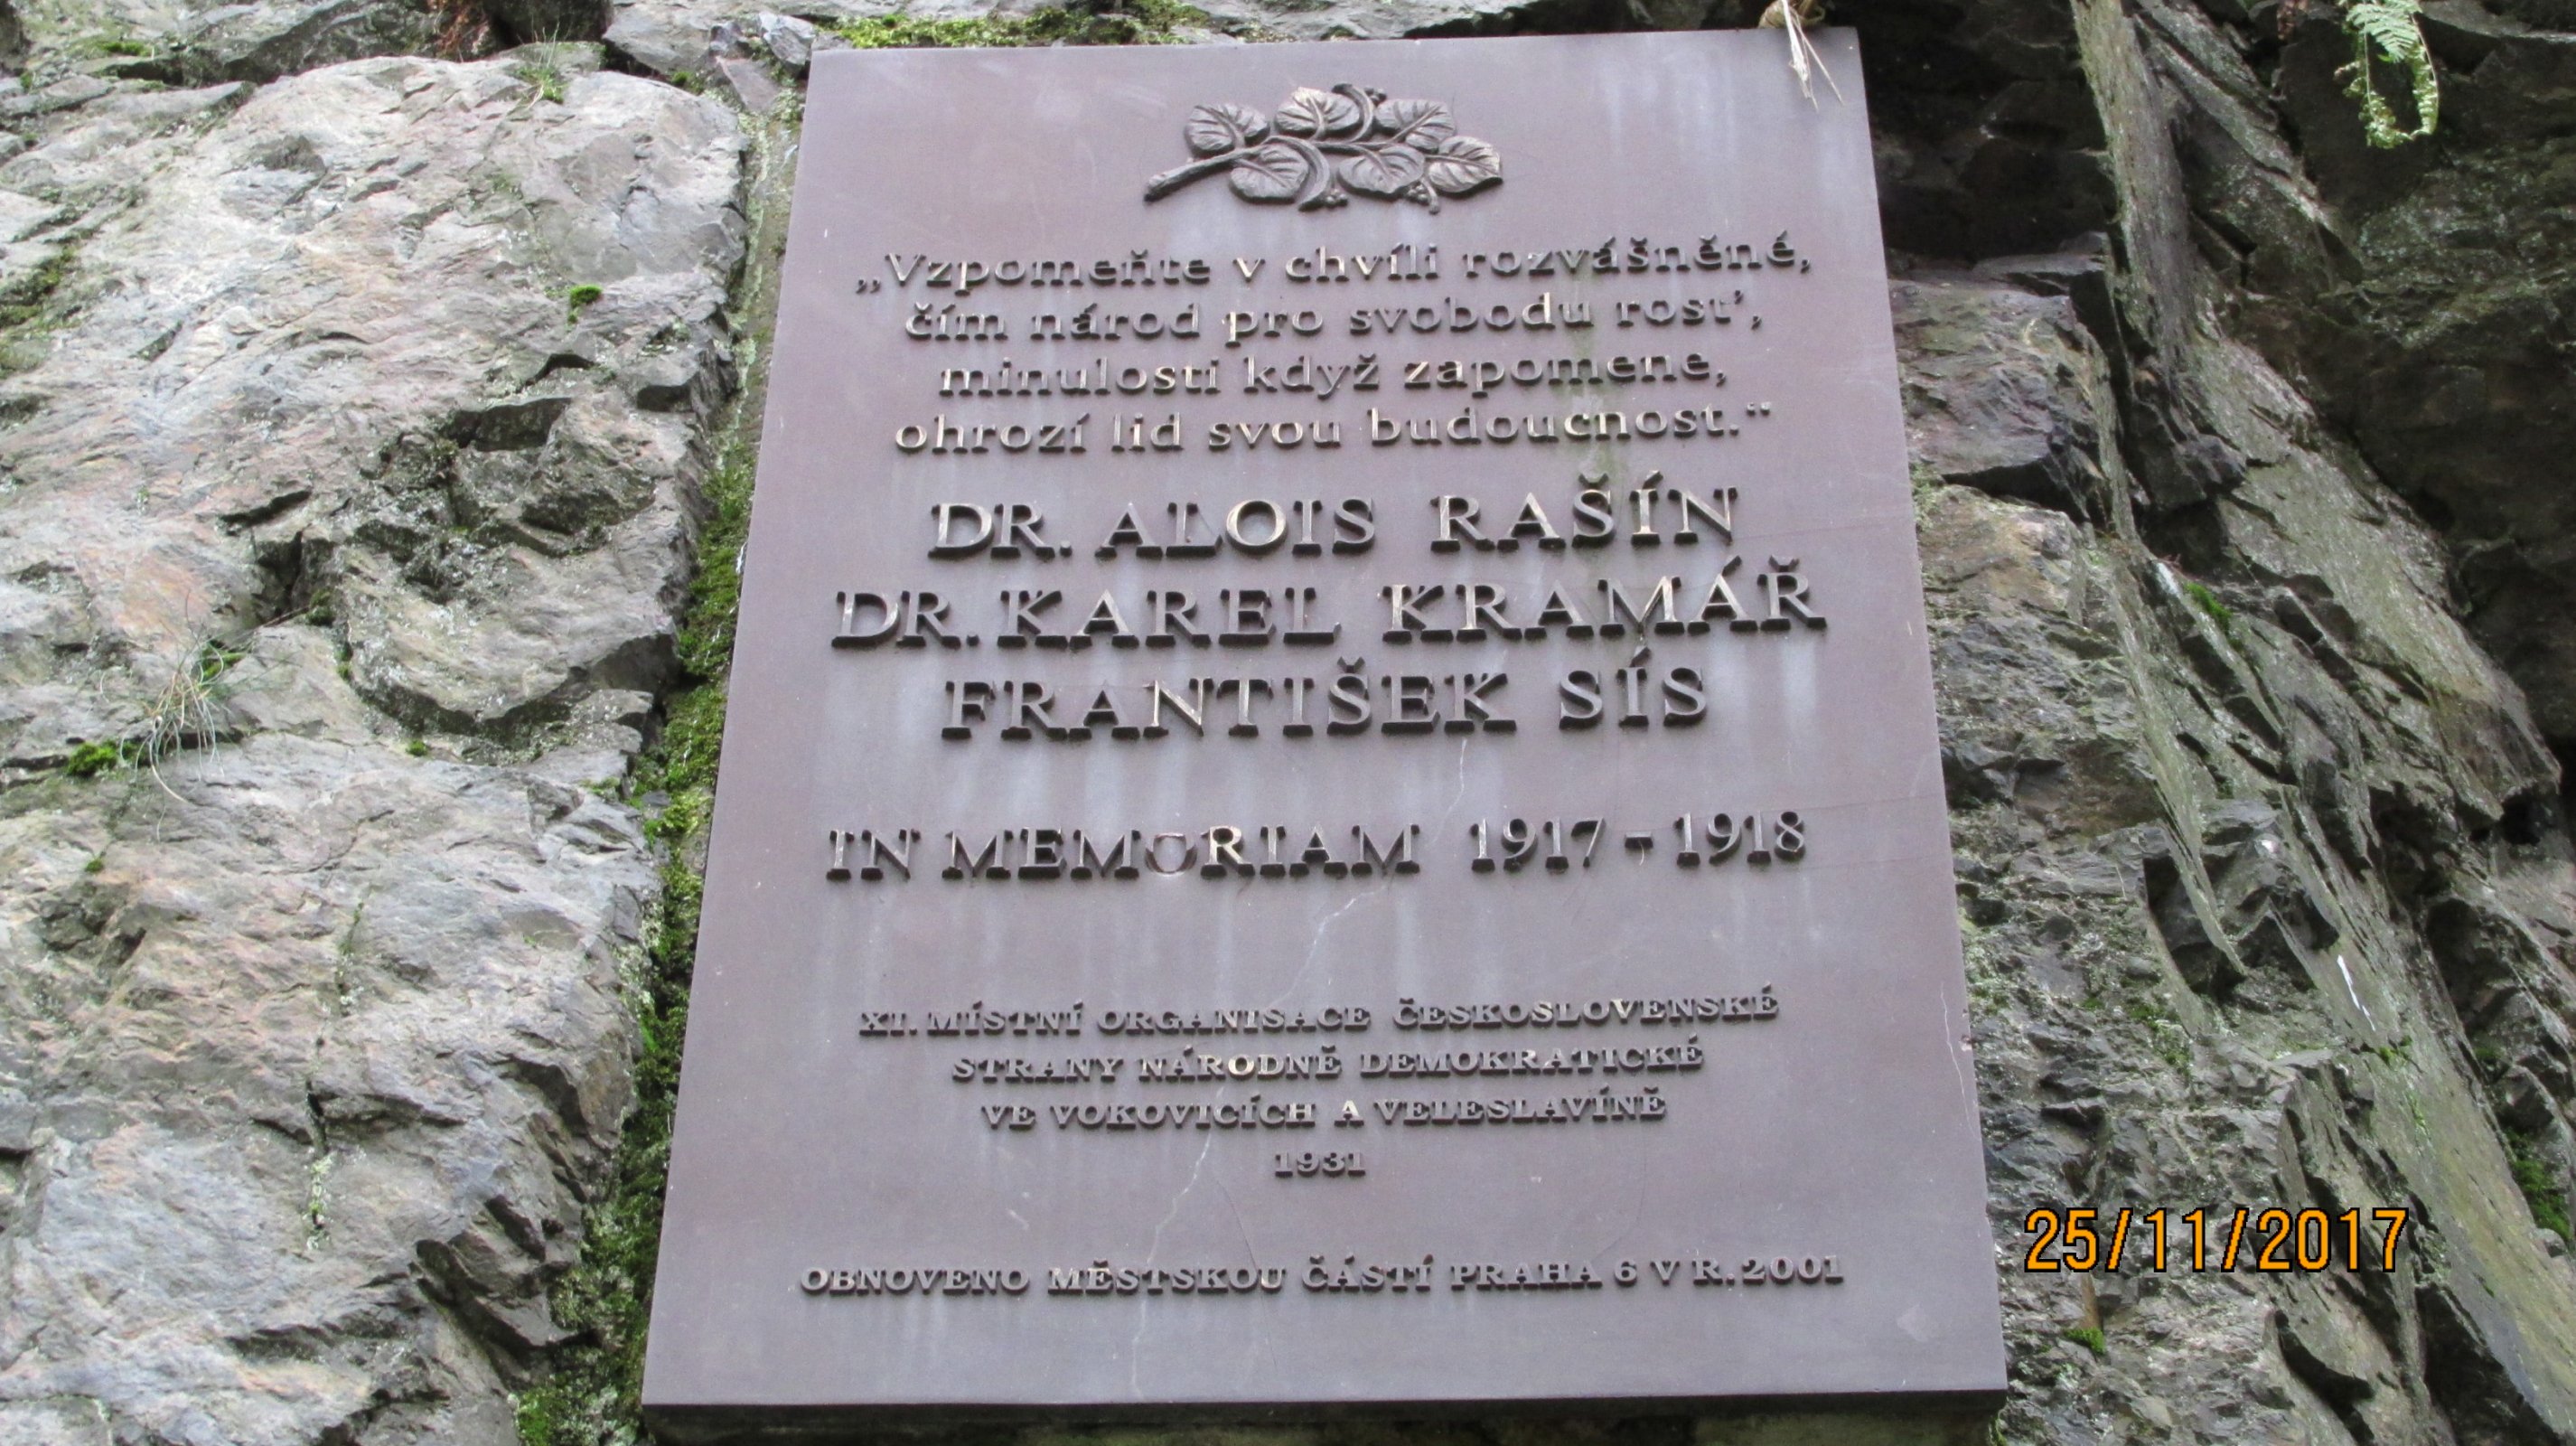 „Vzpomeňte v chvíli rozvášněné,
čím národ pro svobodu rost’,
minulosti když zapomene,
ohrozí lid svou budoucnost.“
DR. ALOIS RAŠÍN
DR. KAREL KRAMÁŘ
FRANTIŠEK SÍS
IN MEMORIAM 1917 - 1918
XI. MÍSTNÍ ORGANISACE ČESKOSLOVENSKÉ
STRANY NÁRODNĚ DEMOKRATICKÉ
VE VOKOVICÍCH A VELESLAVÍNĚ
1931
OBNOVENO MĚSTSKOU ČÁSTÍ PRAHA 6 V R. 2001
25/11/2017